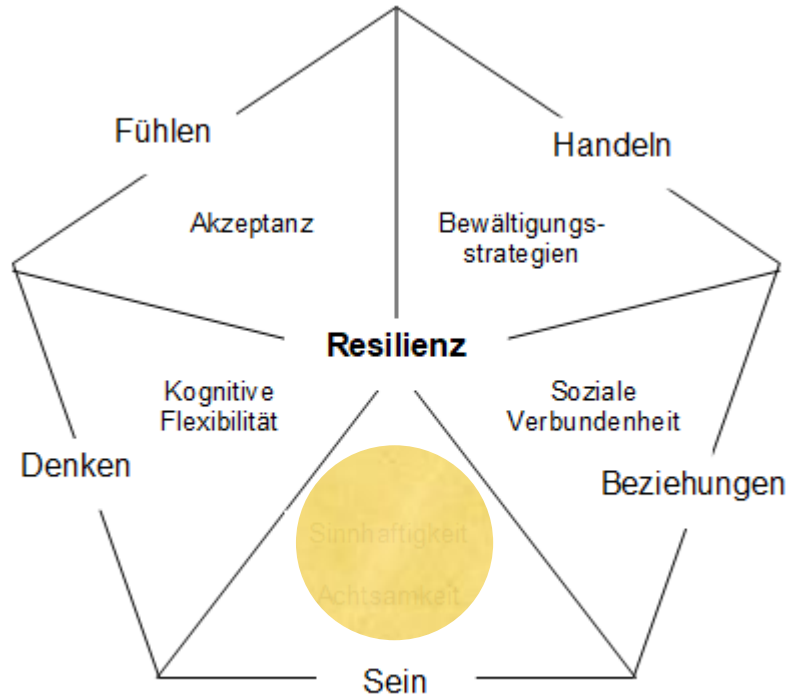 Fühlen
Handeln
Akzeptanz
Bewältigungs-
strategien
Resilienz
Kognitive
Flexibilität
Soziale
Verbundenheit
Denken
Beziehungen
Sinnhaftigkeit
Achtsamkeit
Sein